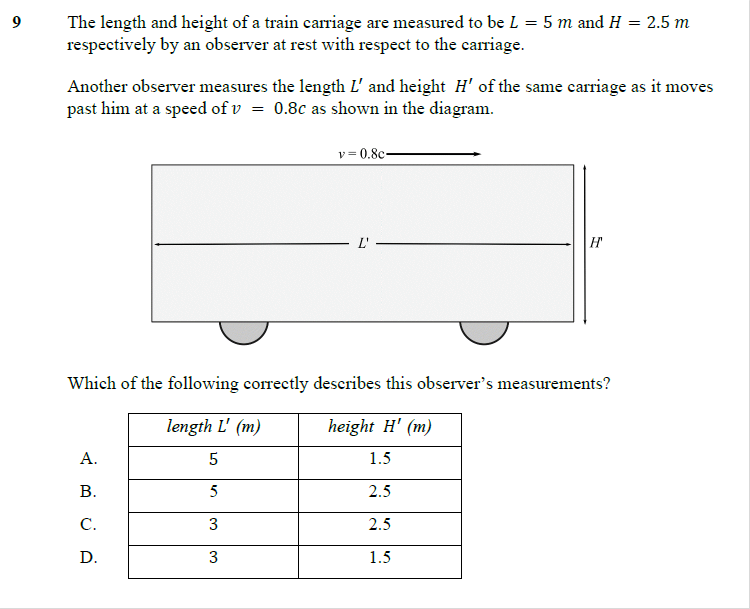 9 The length and height of a train carriage are measured to be L = 5 m and H = 2.5 m
respectively by an observer at rest with respect to the carriage.
Another observer measures the length L′ and height H′ of the same carriage as it moves
past him at a speed of v = 0.8c as shown in the diagram.
v = 0.8c
L'
H'
Which of the following correctly describes this observer's measurements?
length L′ (m) height H′ (m)
A. 5 1.5
B. 5 2.5
C. 3 2.5
D. 3 1.5